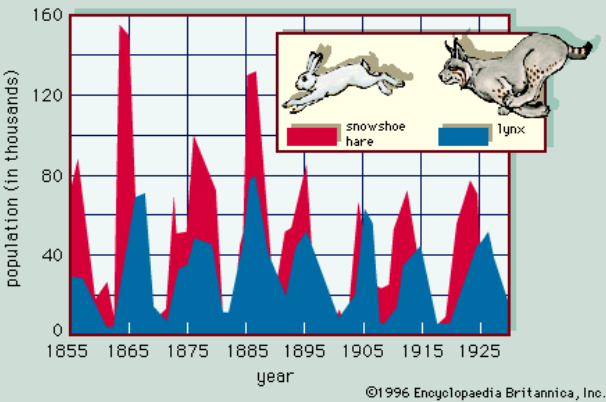 160
120
80
40
0
population (in thousands)
snowshoe
hare
lynx
1855 1865 1875 1885 1895 1905 1915 1925
year
©1996 Encyclopaedia Britannica, Inc.